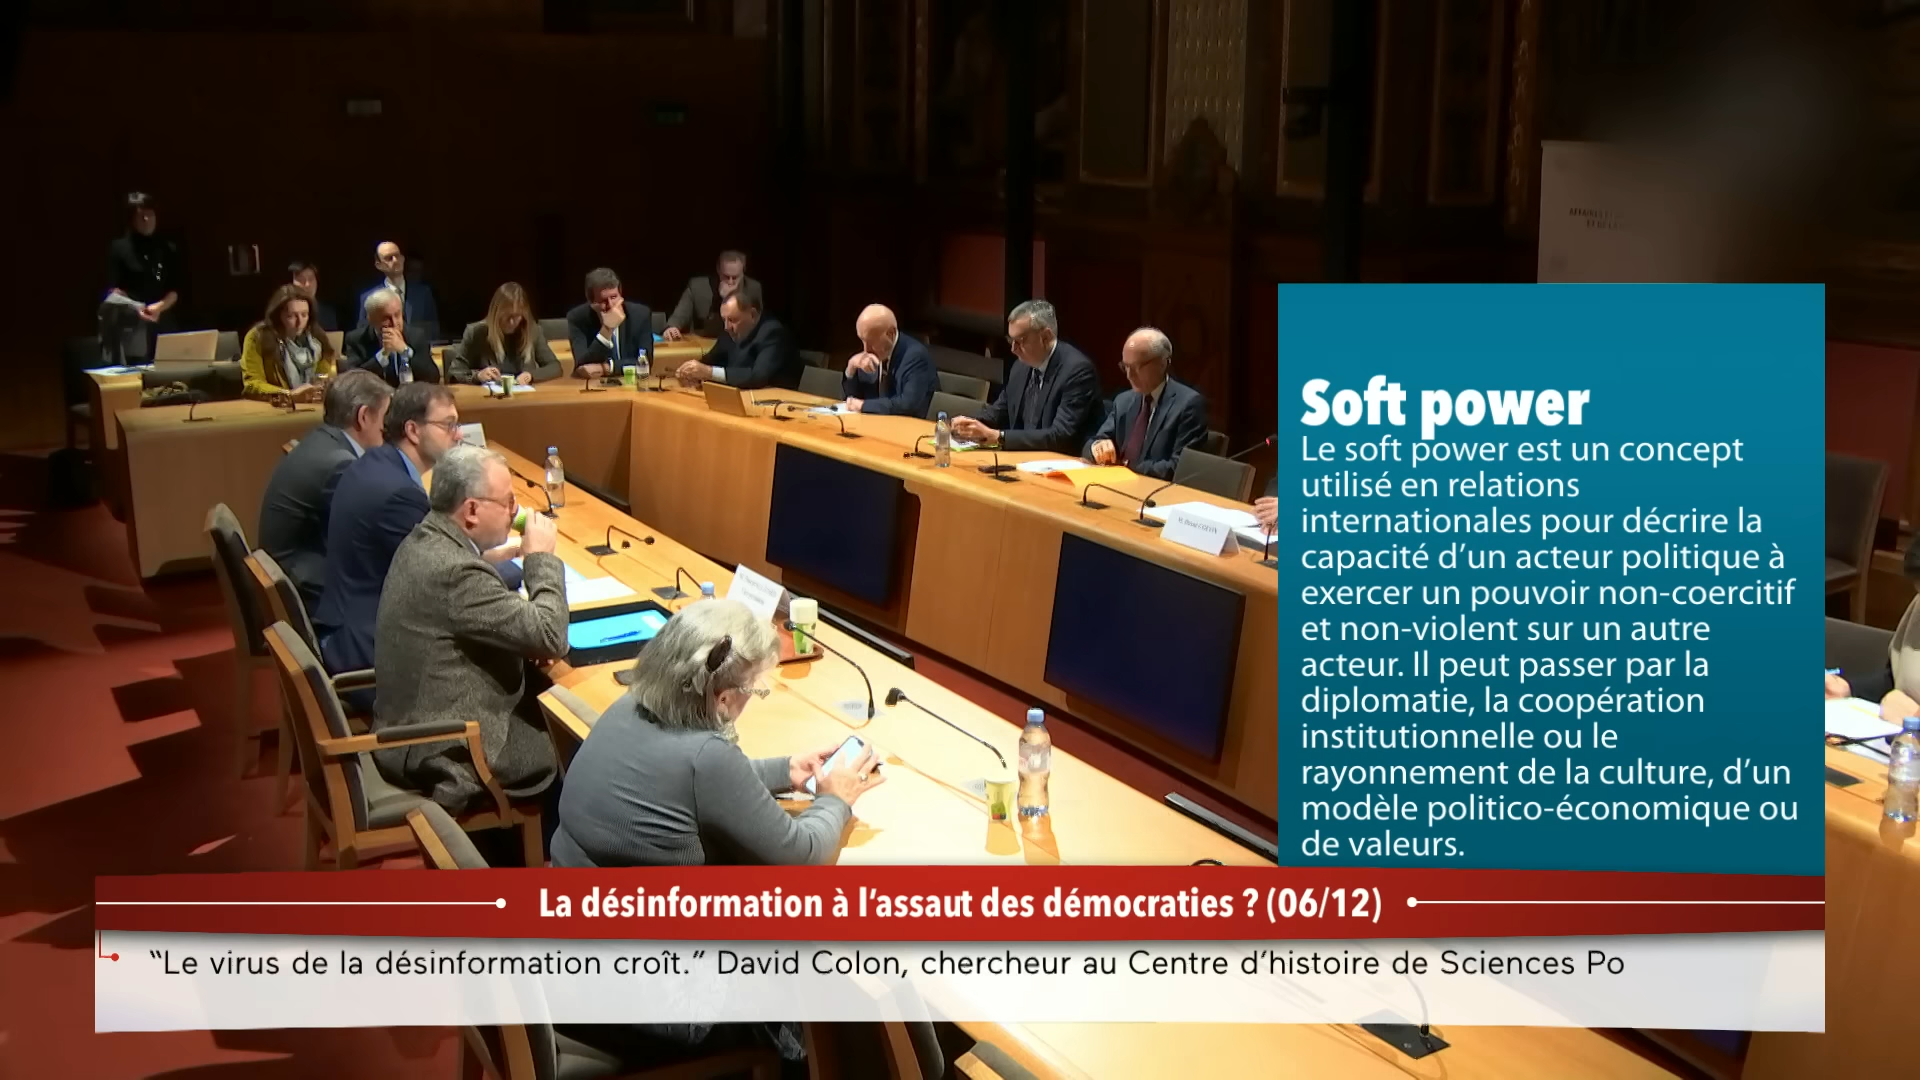 Soft power
Le soft power est un concept
utilisé en relations
internationales pour décrire la
capacité d’un acteur politique à
exercer un pouvoir non-coercitif
et non-violent sur un autre
acteur. Il peut passer par la
diplomatie, la coopération
institutionnelle ou le
rayonnement de la culture, d’un
modèle politico-économique ou
de valeurs.
La désinformation à l’assaut des démocraties ? (06/12)
“Le virus de la désinformation croît.” David Colon, chercheur au Centre d’histoire de Sciences Po